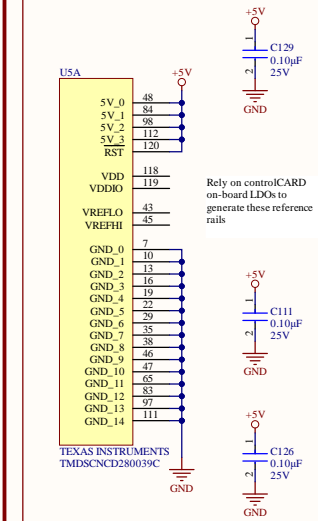 +5V
1
C129
0.10µF
2
25V
GND
U5A
+5V
5V_0 48
5V_1 84
5V_2 98
5V_3 112
RST 120
VDD 118
VDDIO 119
VREFLO 43
VREFHI 45
Rely on controlCARD
on-board LDOs to
generate these reference
rails
GND_0 7
GND_1 10
GND_2 13
GND_3 16
GND_4 19
GND_5 22
GND_6 29
GND_7 35
GND_8 38
GND_9 46
GND_10 47
GND_11 65
GND_12 83
GND_13 97
GND_14 111
TEXAS INSTRUMENTS
TMDSCNCD280039C
GND
+5V
1
C111
0.10µF
2
25V
GND
+5V
1
C126
0.10µF
2
25V
GND